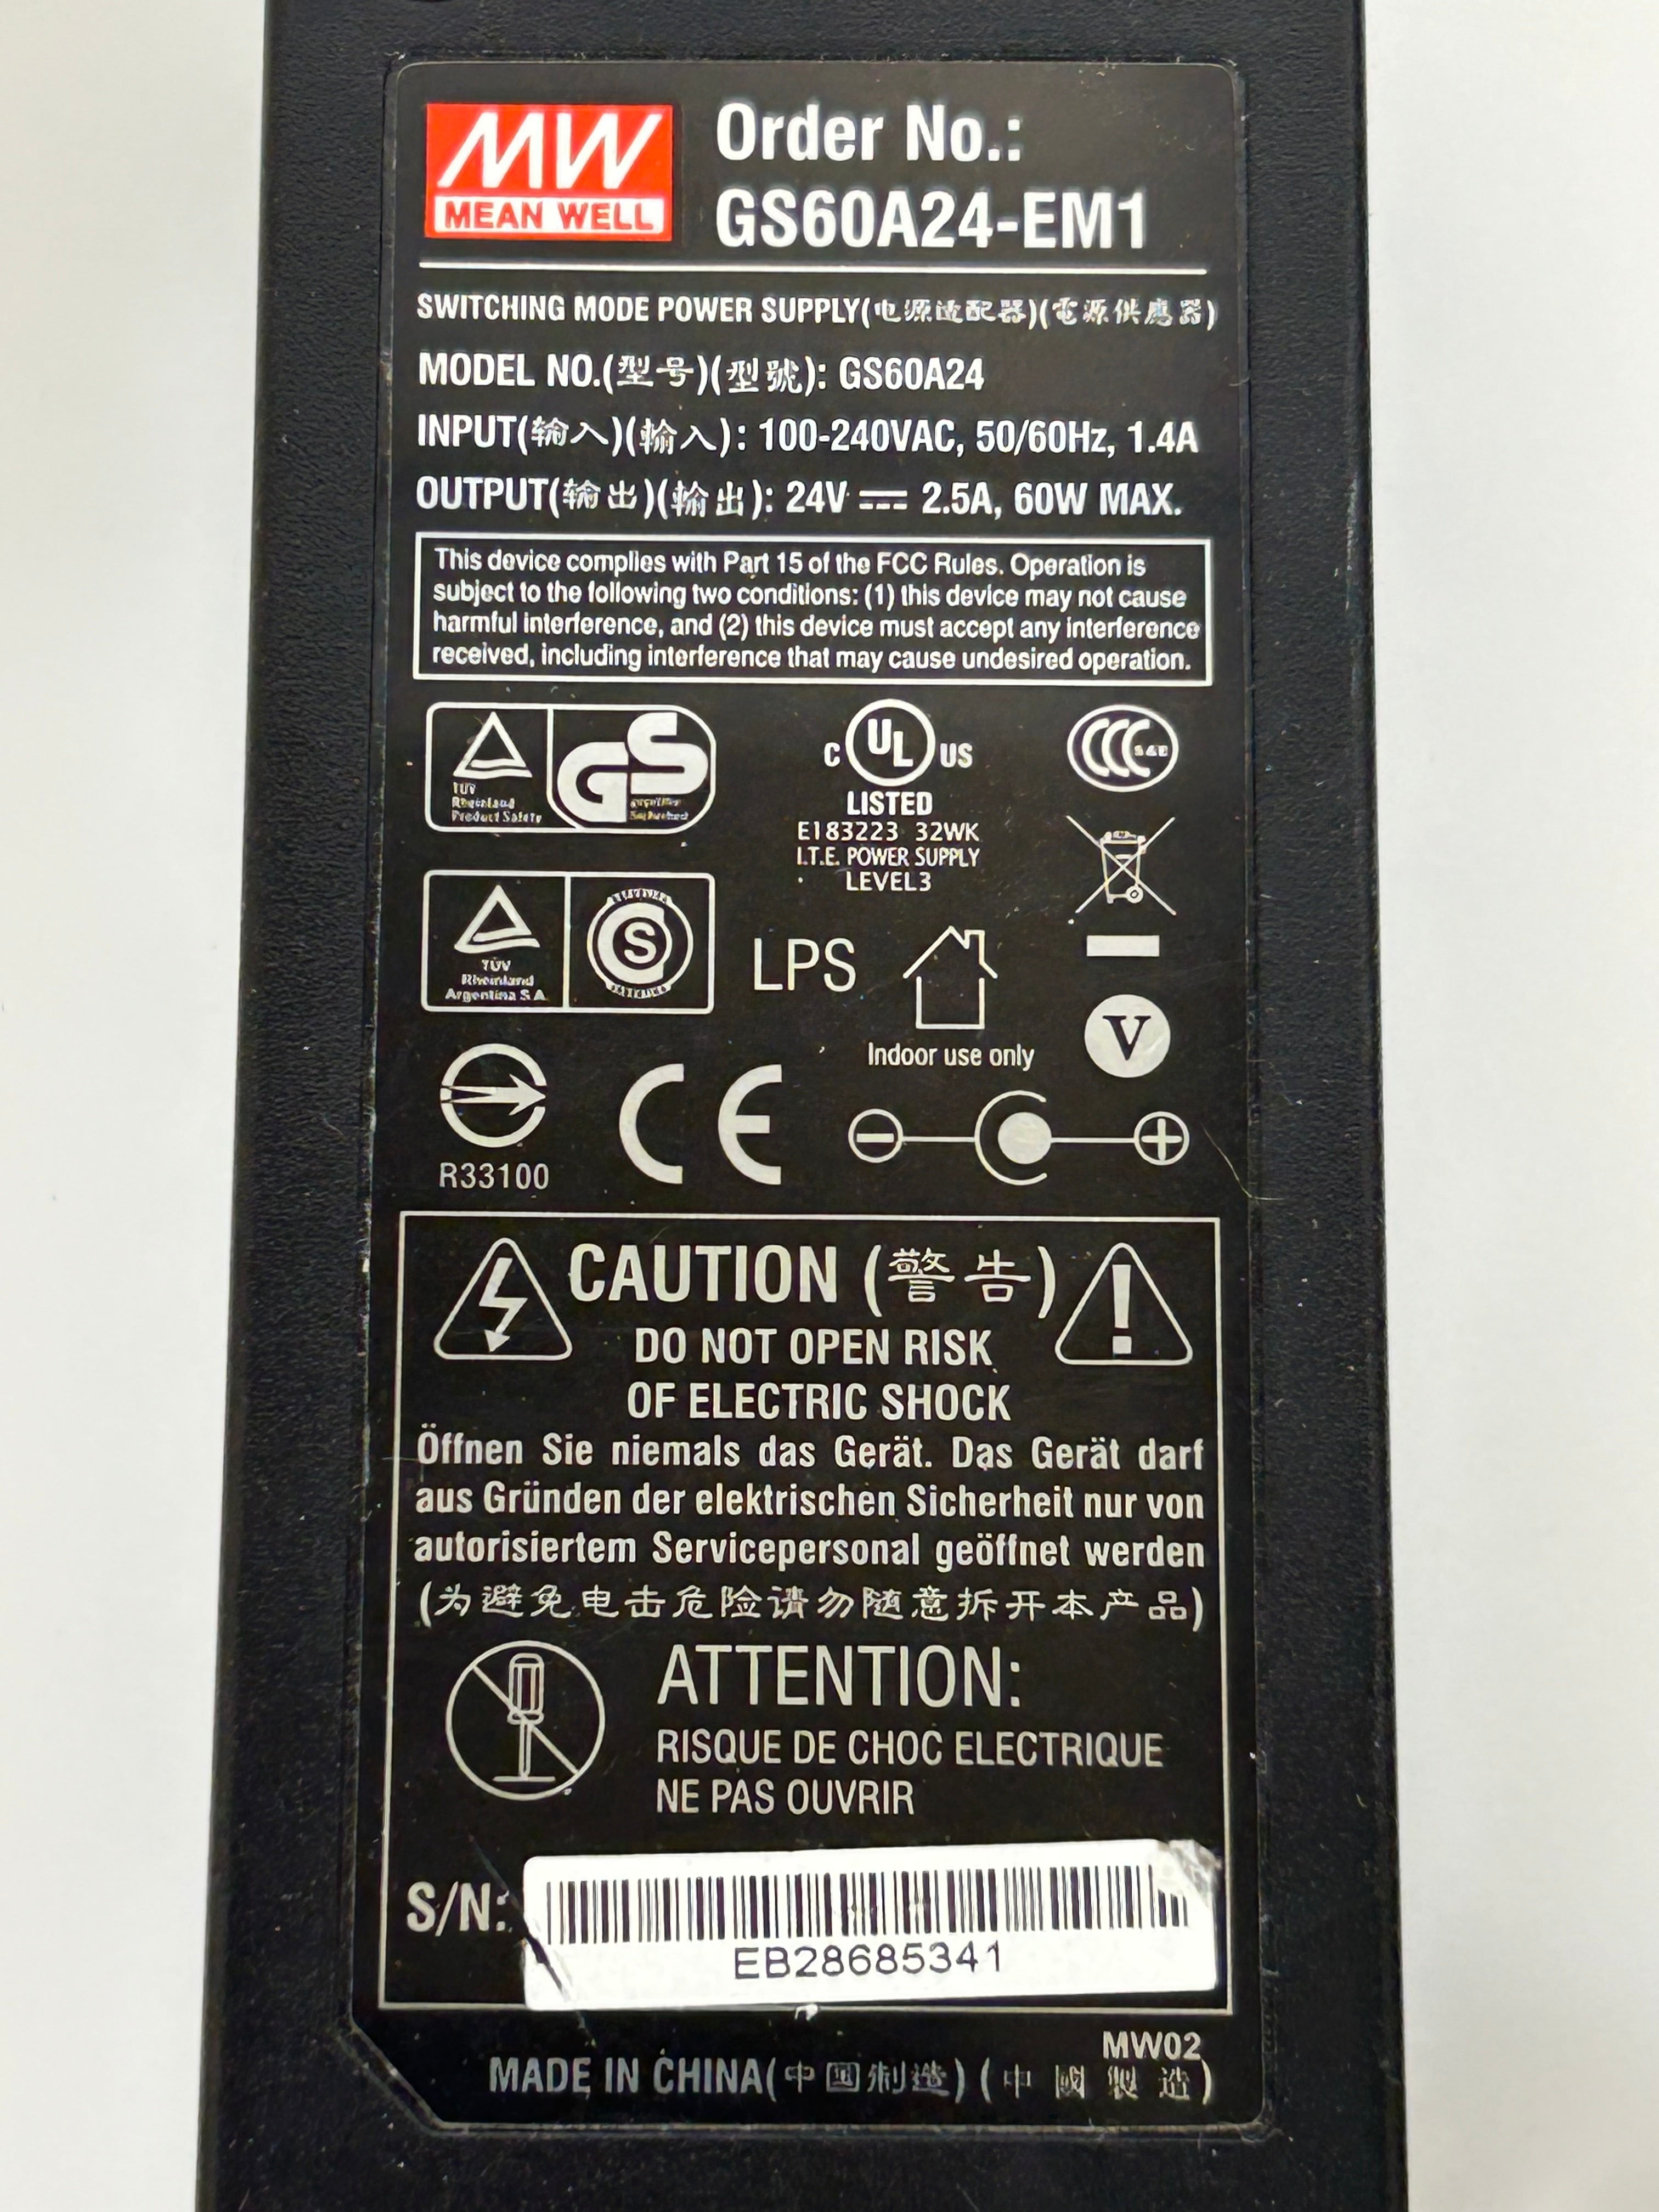 MW
MEAN WELL
Order No.:
GS60A24-EM1
SWITCHING MODE POWER SUPPLY(电源适配器)(電源供應器)
MODEL NO.(型号)(型號): GS60A24
INPUT(输入)(輸入): 100-240VAC, 50/60Hz, 1.4A
OUTPUT(输出)(輸出): 24V ⎓ 2.5A, 60W MAX.
This device complies with Part 15 of the FCC Rules. Operation is
subject to the following two conditions: (1) this device may not cause
harmful interference, and (2) this device must accept any interference
received, including interference that may cause undesired operation.
TÜV
Rheinland
Product Safety
GS
C UL US
LISTED
E183223 32WK
I.T.E. POWER SUPPLY
LEVEL3
CCC S&E
TÜV
Rheinland
Argentina S.A.
S
LPS
Indoor use only
V
R33100
CE
CAUTION (警告)
DO NOT OPEN RISK
OF ELECTRIC SHOCK
Öffnen Sie niemals das Gerät. Das Gerät darf
aus Gründen der elektrischen Sicherheit nur von
autorisiertem Servicepersonal geöffnet werden
(为避免电击危险请勿随意拆开本产品)
ATTENTION:
RISQUE DE CHOC ELECTRIQUE
NE PAS OUVRIR
S/N:
EB28685341
MW02
MADE IN CHINA(中国制造) (中國製造)